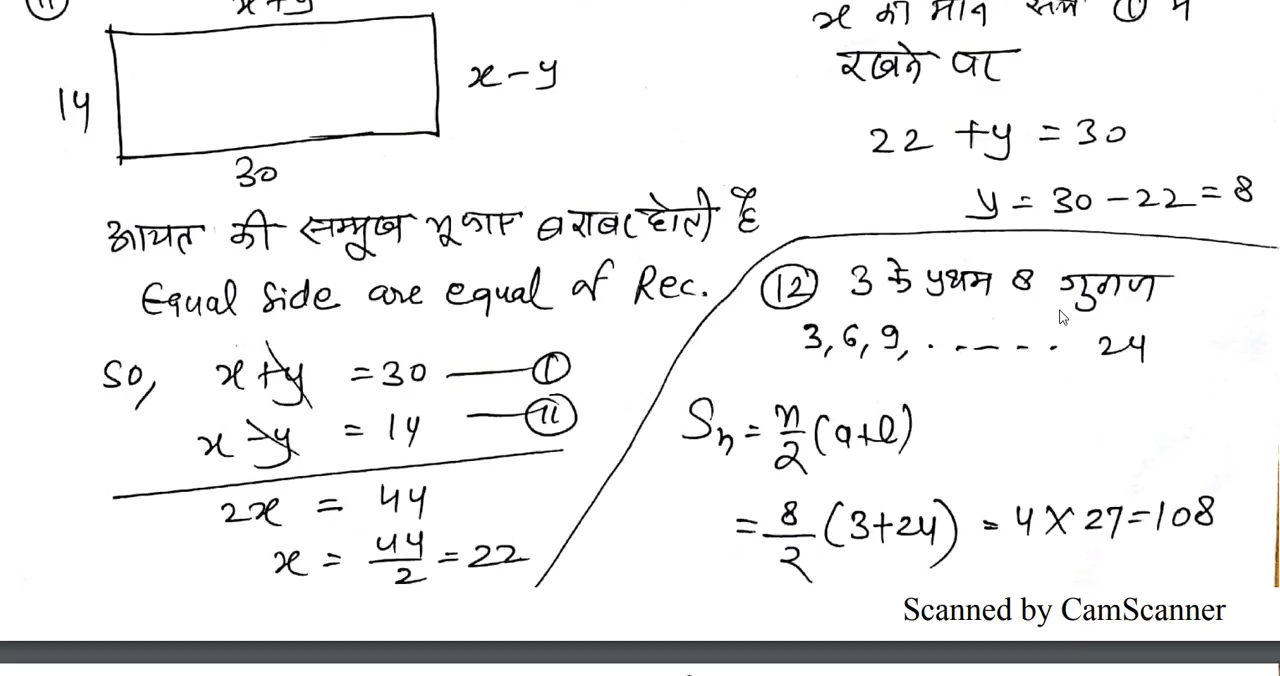 11
x+y
14
x-y
30
आयत की सम्मुख भूजाए बराबर होती है
Equal Side are equal of Rec.
so, x+y = 30 —— I
x-y = 14 —— II
2x = 44
x = 44/2 = 22
x का मान समी I में
रखने पर
22 + y = 30
y = 30 - 22 = 8
12 3 के प्रथम 8 गुणज
3, 6, 9, ...... 24
Sn = n/2 (a+l)
= 8/2 (3+24) = 4 X 27 = 108
Scanned by CamScanner